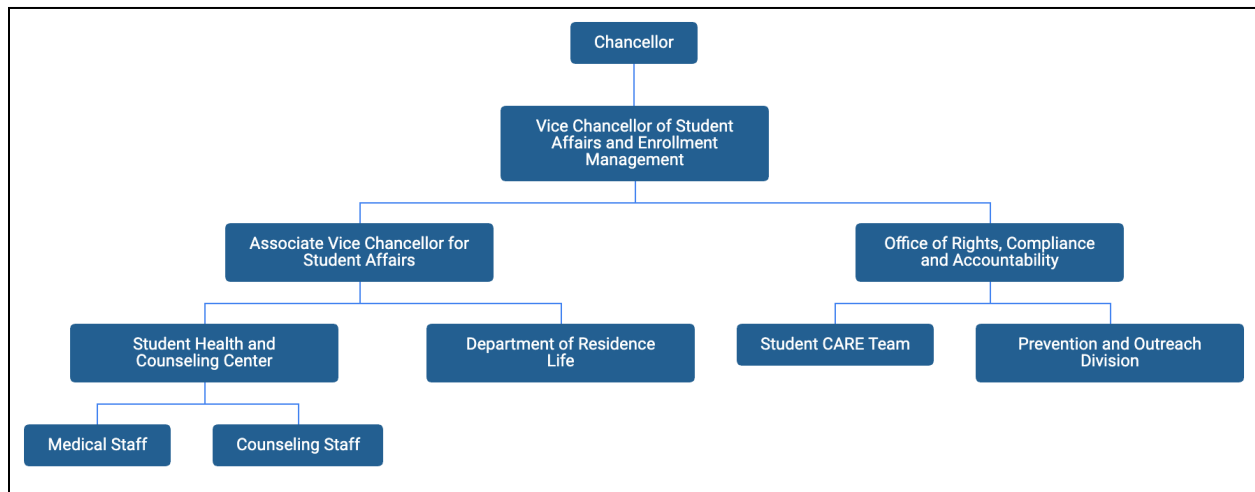 Chancellor
Vice Chancellor of Student
Affairs and Enrollment
Management
Associate Vice Chancellor for
Student Affairs
Office of Rights, Compliance
and Accountability
Student Health and
Counseling Center
Department of Residence
Life
Student CARE Team
Prevention and Outreach
Division
Medical Staff
Counseling Staff